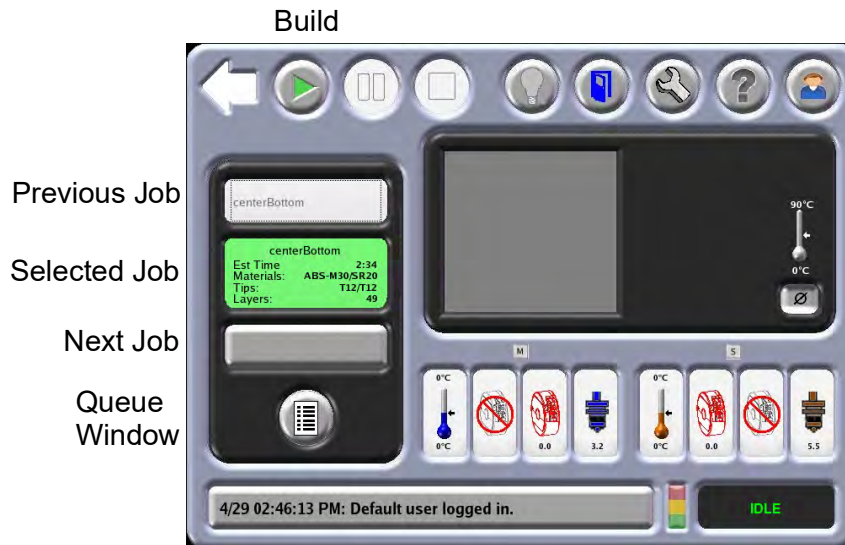 Build
Previous Job
centerBottom
Selected Job
centerBottom
Est Time 2:34
Materials: ABS-M30/SR20
Tips: T12/T12
Layers: 49
Next Job
Queue
Window
90°C
0°C
M
S
0°C
0°C
0.0
3.2
0°C
0°C
0.0
5.5
4/29 02:46:13 PM: Default user logged in.
IDLE